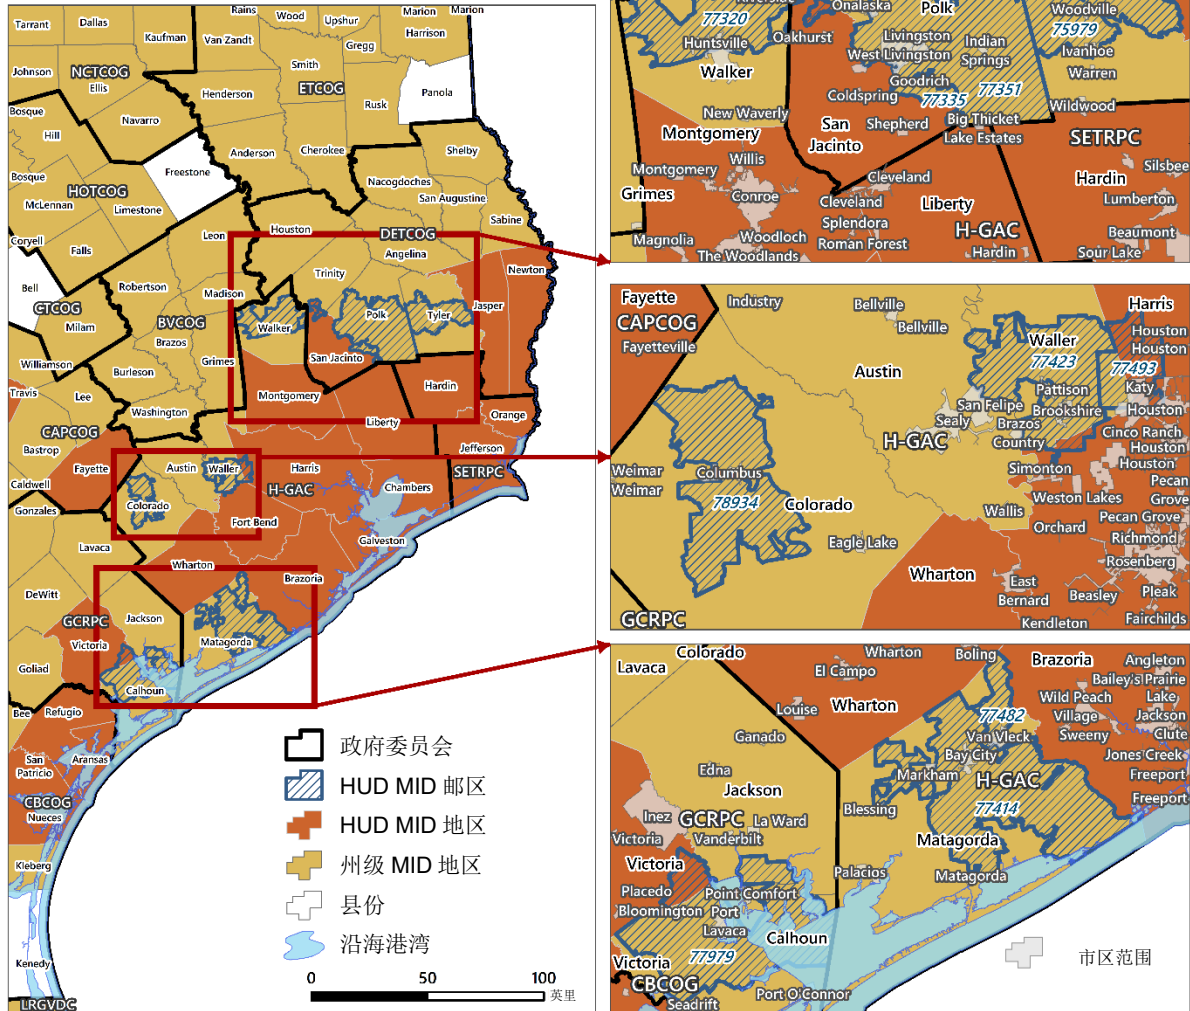 Tarrant
Dallas
Kaufman
Rains
Wood
Upshur
Marion
Marion
Harrison
Van Zandt
Gregg
Johnson
NCTCOG
Ellis
Smith
ETCOG
Henderson
Rusk
Panola
Bosque
Navarro
Hill
Anderson
Cherokee
Shelby
Freestone
Bosque
HOTCOG
McLennan
Limestone
Nacogdoches
San Augustine
Sabine
Coryell
Falls
Leon
Houston
DETCOG
Angelina
Bell
Robertson
Madison
Trinity
Newton
CTCOG
Milam
BVCOG
Brazos
Walker
Polk
Tyler
Jasper
Williamson
Burleson
Grimes
San Jacinto
Travis
Lee
Washington
Montgomery
Hardin
CAPCOG
Liberty
Orange
Bastrop
Jefferson
Fayette
Austin
Waller
Harris
SETRPC
Caldwell
H-GAC
Chambers
Gonzales
Colorado
Fort Bend
Lavaca
Galveston
Wharton
Brazoria
DeWitt
GCRPC
Jackson
Victoria
Matagorda
Goliad
Calhoun
Bee
Refugio
San
Patricio
Aransas
CBCOG
Nueces
Kleberg
Kenedy
LRGVDC
政府委员会
HUD MID 邮区
HUD MID 地区
州级 MID 地区
县份
沿海港湾
0
50
100
英里
77320
Huntsville
Walker
Oakhurst
Onalaska
Polk
Livingston
West Livingston
Indian
Springs
Goodrich
77335
77351
Woodville
75979
Ivanhoe
Warren
Wildwood
New Waverly
Coldspring
Shepherd
Big Thicket
Lake Estates
San
Jacinto
Montgomery
SETRPC
Willis
Montgomery
Conroe
Grimes
Cleveland
Cleveland
Splendora
Roman Forest
Liberty
H-GAC
Hardin
Hardin
Silsbee
Lumberton
Beaumont
Sour Lake
Magnolia
Woodloch
The Woodlands
Fayette
CAPCOG
Fayetteville
Industry
Bellville
Bellville
Harris
Waller
77423
Houston
Houston
77493
Katy
Austin
Pattison
San Felipe
Brookshire
Houston
Sealy
Brazos
Country
Cinco Ranch
Houston
H-GAC
Simonton
Houston
Weimar
Weimar
Columbus
Pecan
Grove
78934
Colorado
Weston Lakes
Wallis
Pecan Grove
Orchard
Richmond
Eagle Lake
Rosenberg
Wharton
East
Bernard
Beasley
Pleak
Kendleton
Fairchilds
GCRPC
Lavaca
Colorado
Wharton
Boling
Brazoria
El Campo
Angleton
Bailey's Prairie
Louise
Wharton
Wild Peach
Village
Lake
Jackson
77482
Van Vleck
Sweeny
Clute
Ganado
Bay City
Jones Creek
Edna
Markham
H-GAC
Freeport
Jackson
Blessing
77414
Freeport
Inez
GCRPC
La Ward
Victoria
Vanderbilt
Matagorda
Victoria
Palacios
Matagorda
Placedo
Point Comfort
Bloomington
Port
Lavaca
Calhoun
77979
Victoria
CBCOG
Port O'Connor
Seadrift
市区范围